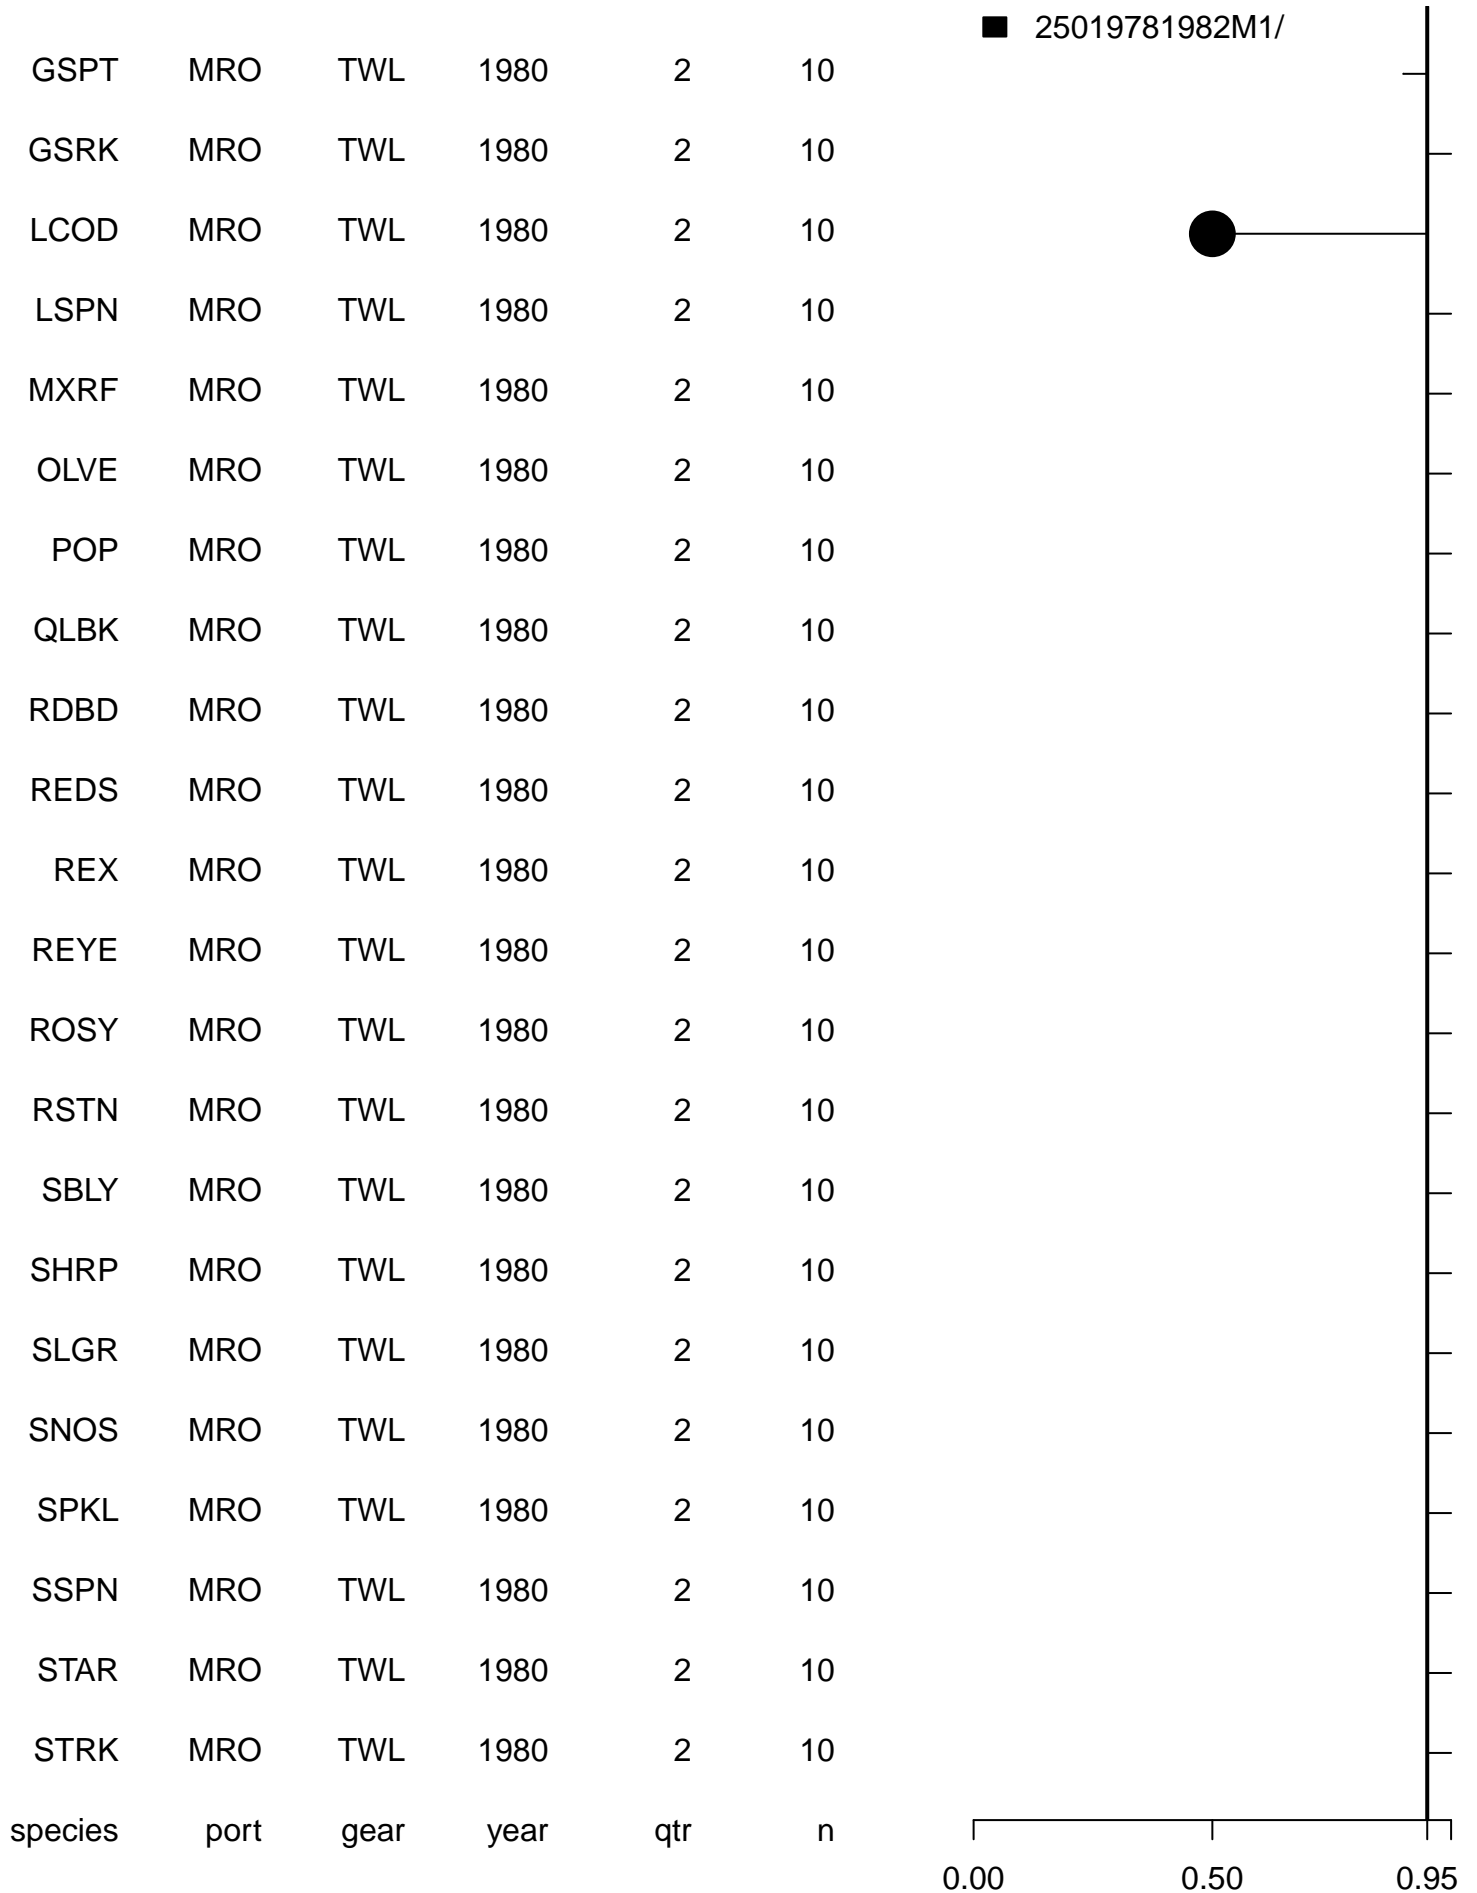 25019781982M1/
GSPT MRO TWL 1980 2 10
GSRK MRO TWL 1980 2 10
LCOD MRO TWL 1980 2 10
LSPN MRO TWL 1980 2 10
MXRF MRO TWL 1980 2 10
OLVE MRO TWL 1980 2 10
POP MRO TWL 1980 2 10
QLBK MRO TWL 1980 2 10
RDBD MRO TWL 1980 2 10
REDS MRO TWL 1980 2 10
REX MRO TWL 1980 2 10
REYE MRO TWL 1980 2 10
ROSY MRO TWL 1980 2 10
RSTN MRO TWL 1980 2 10
SBLY MRO TWL 1980 2 10
SHRP MRO TWL 1980 2 10
SLGR MRO TWL 1980 2 10
SNOS MRO TWL 1980 2 10
SPKL MRO TWL 1980 2 10
SSPN MRO TWL 1980 2 10
STAR MRO TWL 1980 2 10
STRK MRO TWL 1980 2 10
species port gear year qtr n
0.00 0.50 0.95